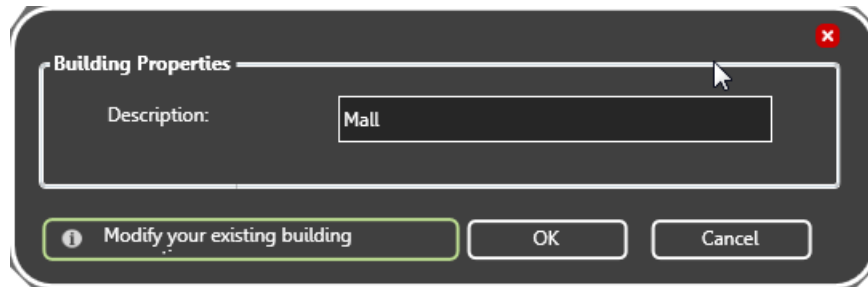 Building Properties
Description:
Mall
Modify your existing building
OK
Cancel